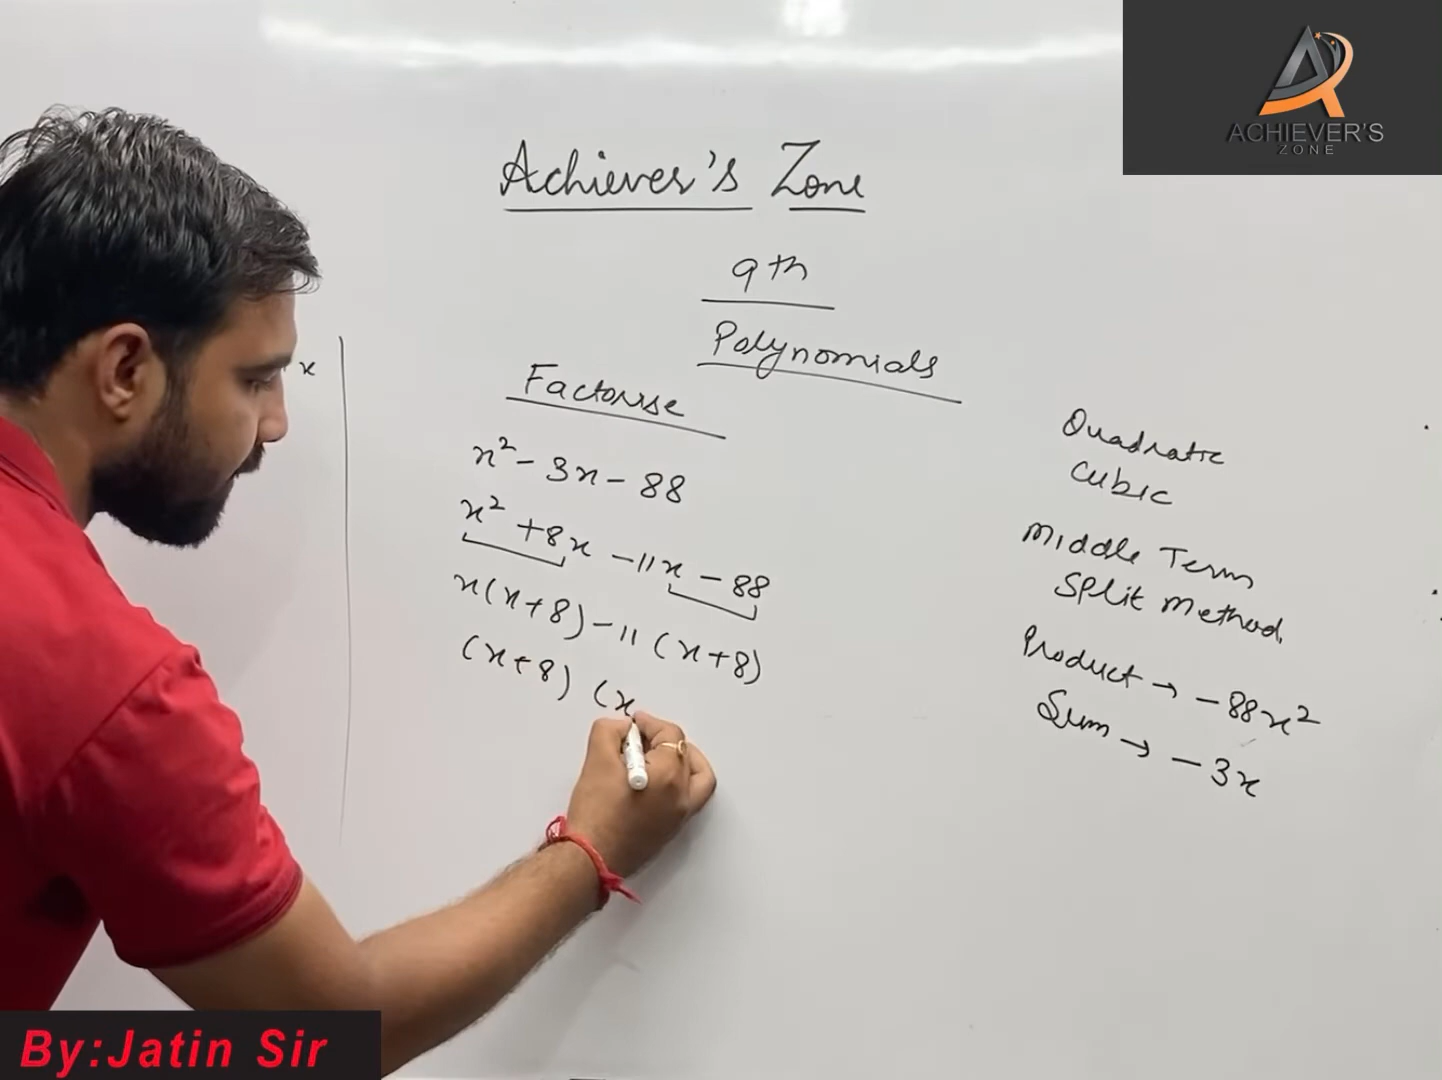 ACHIEVER'S
ZONE
Achiever's Zone
9th
Polynomials
Factorise
x
x² - 3x - 88
x² + 8x - 11x - 88
x(x+8) - 11 (x+8)
(x+8) (x
Quadratic
Cubic
Middle Term
Split Method
Product → - 88x²
Sum → - 3x
By:Jatin Sir